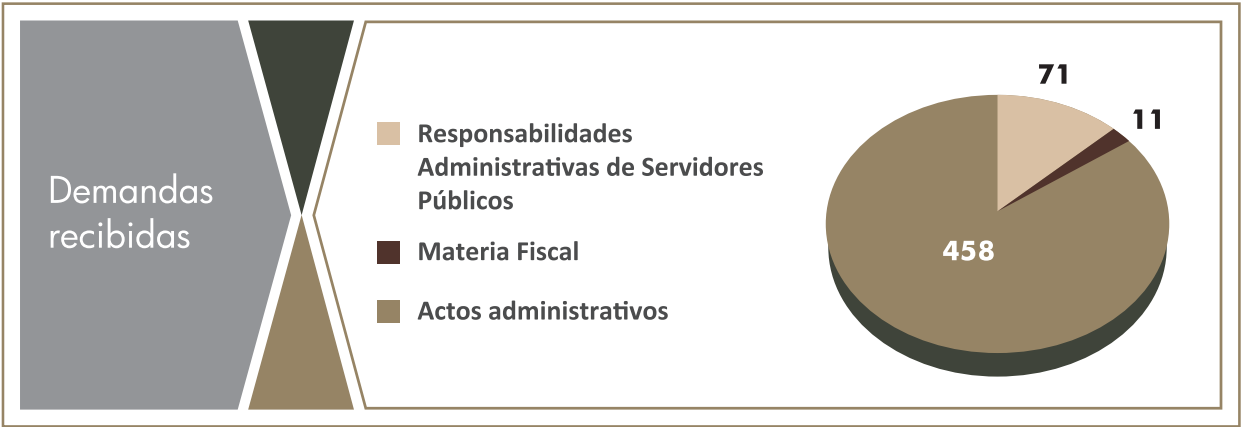 Demandas
recibidas
Responsabilidades
Administrativas de Servidores
Públicos
Materia Fiscal
Actos administrativos
71
11
458